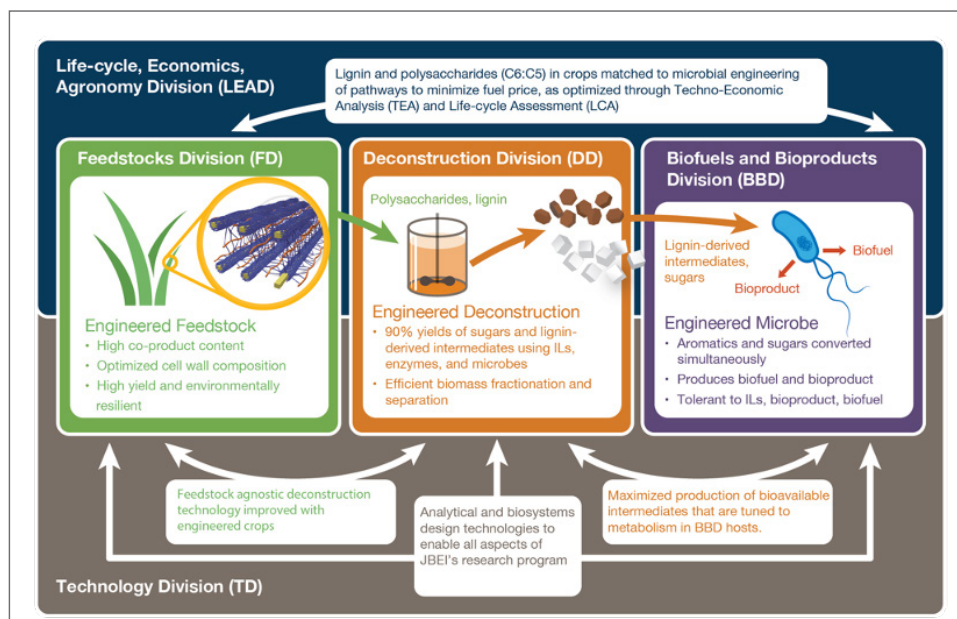 Life-cycle, Economics,
Agronomy Division (LEAD)
Lignin and polysaccharides (C6:C5) in crops matched to microbial engineering
of pathways to minimize fuel price, as optimized through Techno-Economic
Analysis (TEA) and Life-cycle Assessment (LCA)
Feedstocks Division (FD)
Engineered Feedstock
• High co-product content
• Optimized cell wall composition
• High yield and environmentally
resilient
Deconstruction Division (DD)
Polysaccharides, lignin
Engineered Deconstruction
• 90% yields of sugars and lignin-
derived intermediates using ILs,
enzymes, and microbes
• Efficient biomass fractionation and
separation
Biofuels and Bioproducts
Division (BBD)
Lignin-derived
intermediates,
sugars
Biofuel
Bioproduct
Engineered Microbe
• Aromatics and sugars converted
simultaneously
• Produces biofuel and bioproduct
• Tolerant to ILs, bioproduct, biofuel
Feedstock agnostic deconstruction
technology improved with
engineered crops
Analytical and biosystems
design technologies to
enable all aspects of
JBEI's research program
Maximized production of bioavailable
intermediates that are tuned to
metabolism in BBD hosts.
Technology Division (TD)